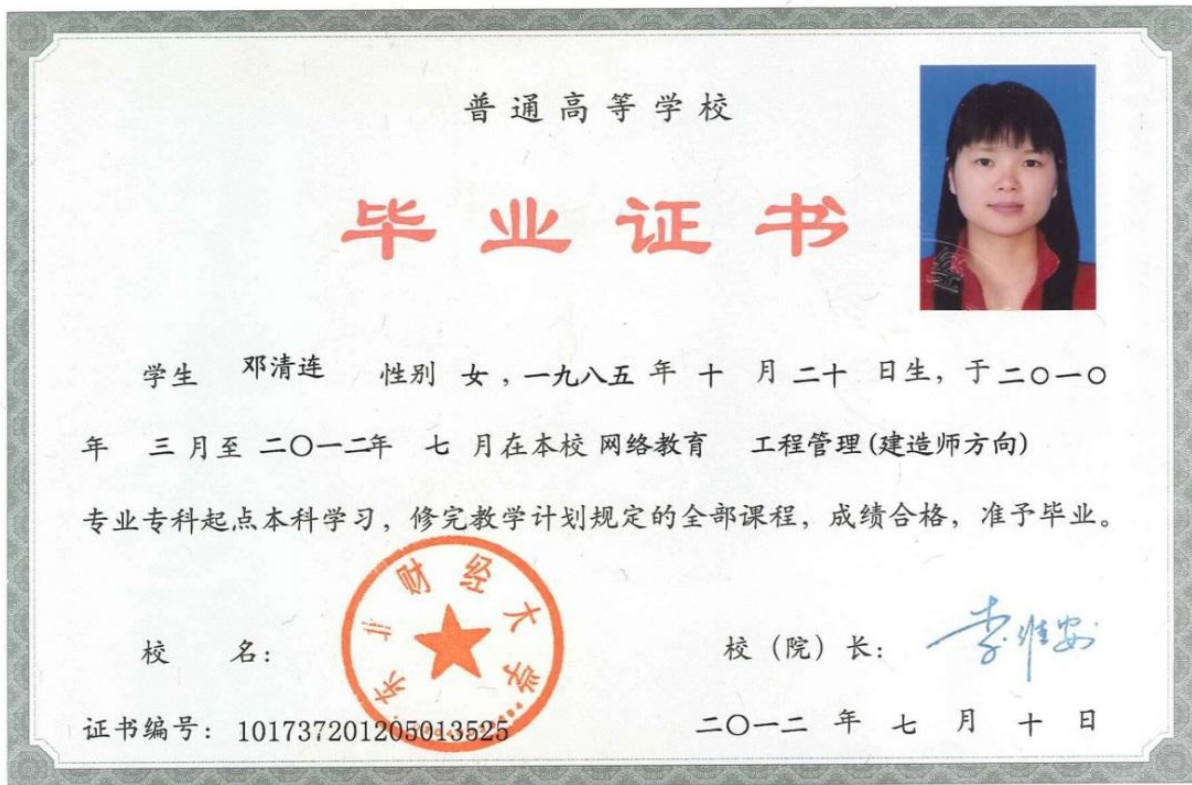 普通高等学校
毕业证书
学生 邓清连 性别 女，一九八五 年 十 月 二十 日生，于 二〇一〇
年 三 月至 二〇一二年 七 月在本校 网络教育 工程管理(建造师方向)
专业专科起点本科学习，修完教学计划规定的全部课程，成绩合格，准予毕业。
东北财经大学
校 名：
校（院）长：李维安
证书编号：101737201205013525
二〇一二 年 七 月 十 日